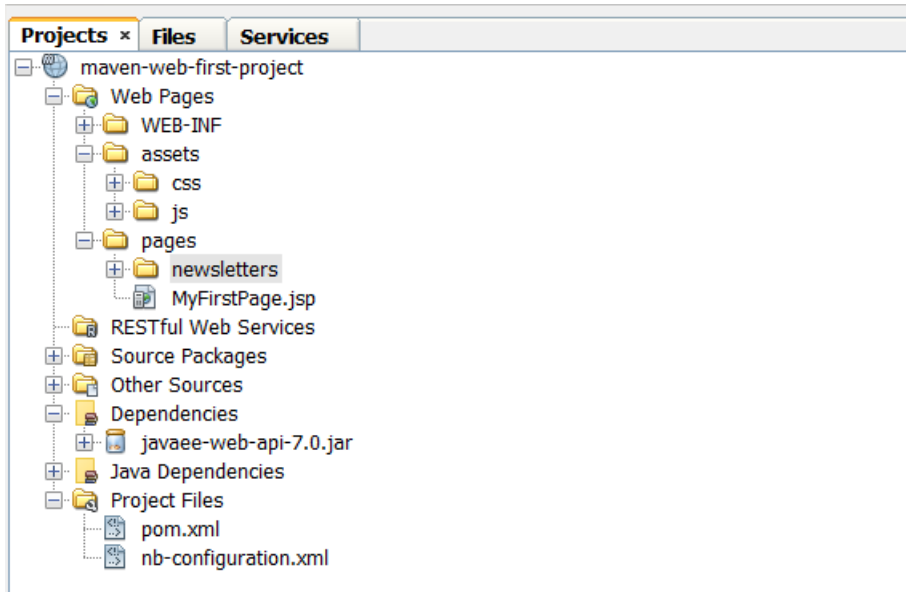 Projects × Files Services
maven-web-first-project
Web Pages
WEB-INF
assets
css
js
pages
newsletters
MyFirstPage.jsp
RESTful Web Services
Source Packages
Other Sources
Dependencies
javaee-web-api-7.0.jar
Java Dependencies
Project Files
pom.xml
nb-configuration.xml